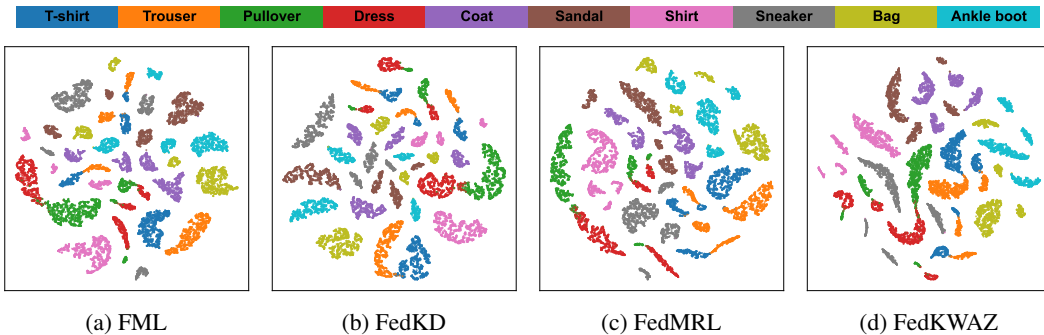 T-shirt Trouser Pullover Dress Coat Sandal Shirt Sneaker Bag Ankle boot
(a) FML (b) FedKD (c) FedMRL (d) FedKWAZ